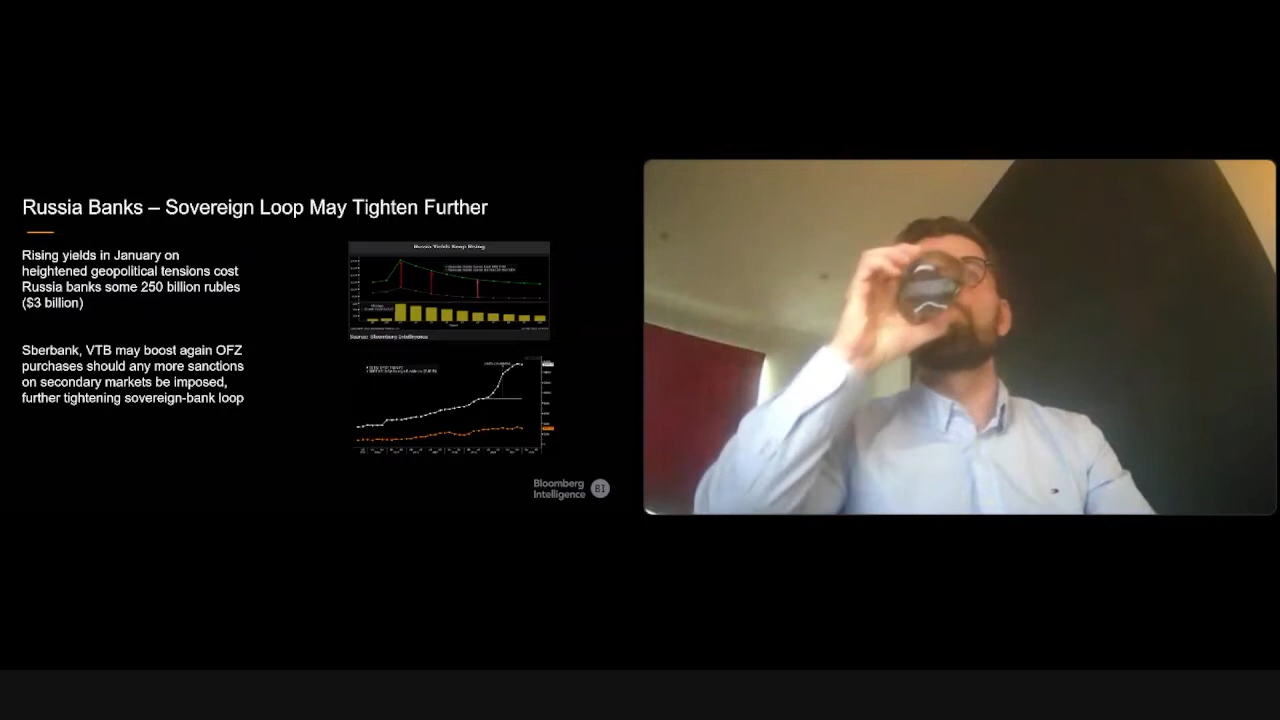 Russia Banks – Sovereign Loop May Tighten Further
Rising yields in January on
heightened geopolitical tensions cost
Russia banks some 250 billion rubles
($3 billion)
Sberbank, VTB may boost again OFZ
purchases should any more sanctions
on secondary markets be imposed,
further tightening sovereign-bank loop
Russia Yields Keep Rising
Source: Bloomberg Intelligence
Bloomberg
Intelligence BI